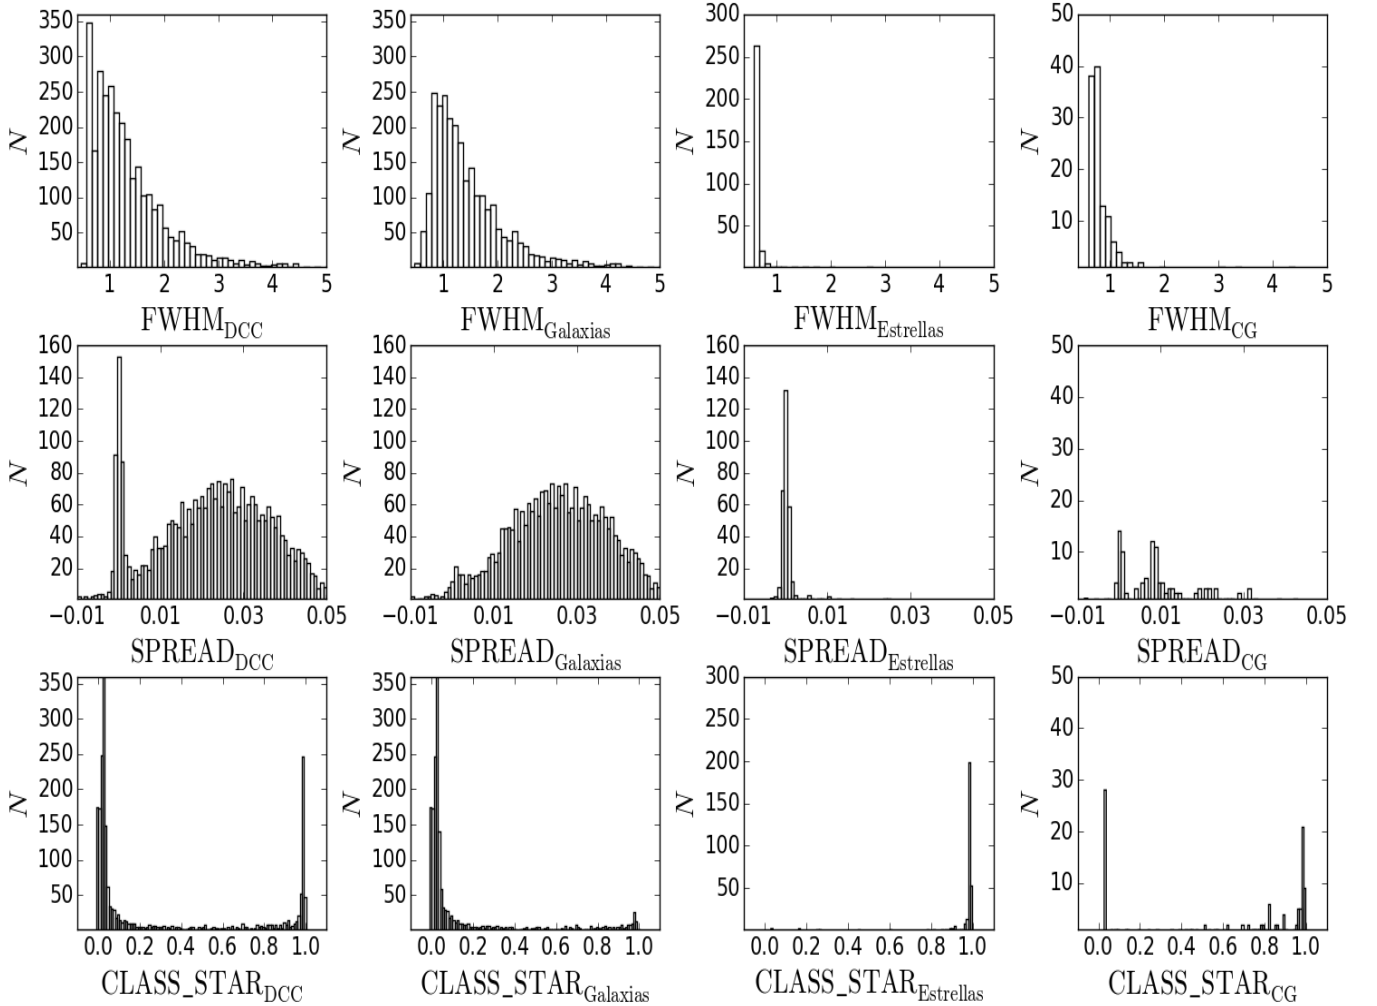 350 350 300 50
300 300 250 40
250 250 200 30
200 200 150 20
150 150 100 10
100 100 50
50 50
N N N N
1 2 3 4 5 1 2 3 4 5 1 2 3 4 5 1 2 3 4 5
FWHM_DCC FWHM_Galaxias FWHM_Estrellas FWHM_CG
160 160 160 50
140 140 140 40
120 120 120 30
100 100 100 20
80 80 80 10
60 60 60
40 40 40
20 20 20
N N N N
−0.01 0.01 0.03 0.05 −0.01 0.01 0.03 0.05 −0.01 0.01 0.03 0.05 −0.01 0.01 0.03 0.05
SPREAD_DCC SPREAD_Galaxias SPREAD_Estrellas SPREAD_CG
350 350 300 50
300 300 250 40
250 250 200 30
200 200 150 20
150 150 100 10
100 100 50
50 50
N N N N
0.0 0.2 0.4 0.6 0.8 1.0 0.0 0.2 0.4 0.6 0.8 1.0 0.0 0.2 0.4 0.6 0.8 1.0 0.0 0.2 0.4 0.6 0.8 1.0
CLASS_STAR_DCC CLASS_STAR_Galaxias CLASS_STAR_Estrellas CLASS_STAR_CG